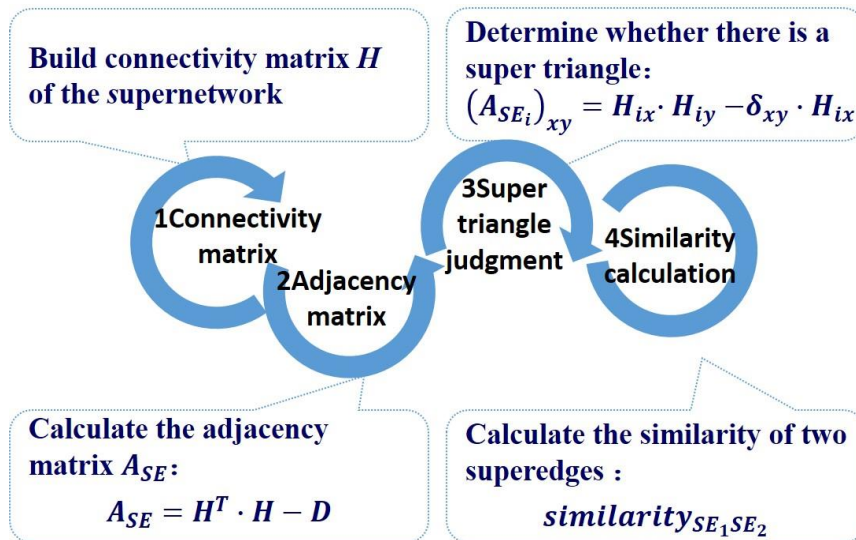 Build connectivity matrix H
of the supernetwork
Determine whether there is a
super triangle:
(A_{SE_i})_{xy} = H_{ix}· H_{iy} −δ_{xy} · H_{ix}
1Connectivity
matrix
2Adjacency
matrix
3Super
triangle
judgment
4Similarity
calculation
Calculate the adjacency
matrix A_{SE}:
A_{SE} = H^T · H − D
Calculate the similarity of two
superedges :
similarity_{SE_1SE_2}